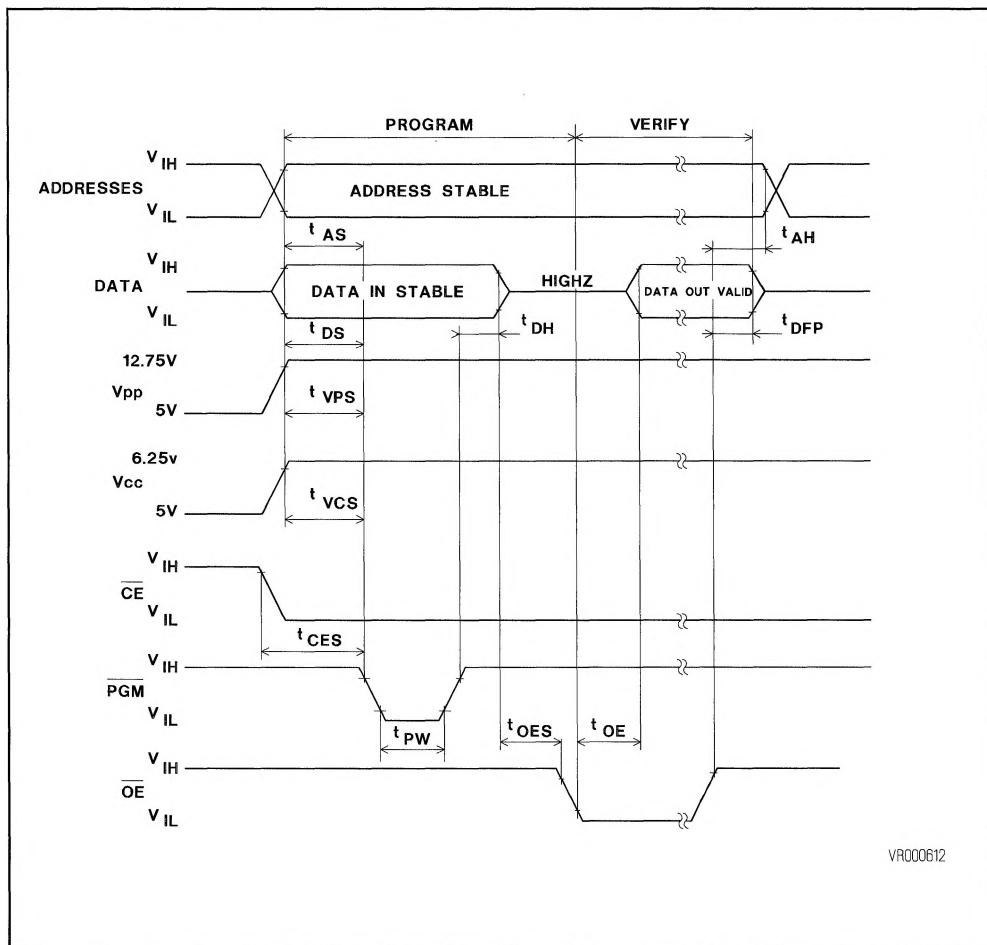 PROGRAM VERIFY
V IH
ADDRESSES ADDRESS STABLE
V IL
t AS t AH
V IH
DATA DATA IN STABLE HIGHZ DATA OUT VALID
V IL
t DS t DH t DFP
12.75V
Vpp t VPS
5V
6.25v
Vcc
t VCS
5V
V IH
CE
V IL
t CES
V IH
PGM
V IL
t PW t OES t OE
V IH
OE
V IL
VR000612